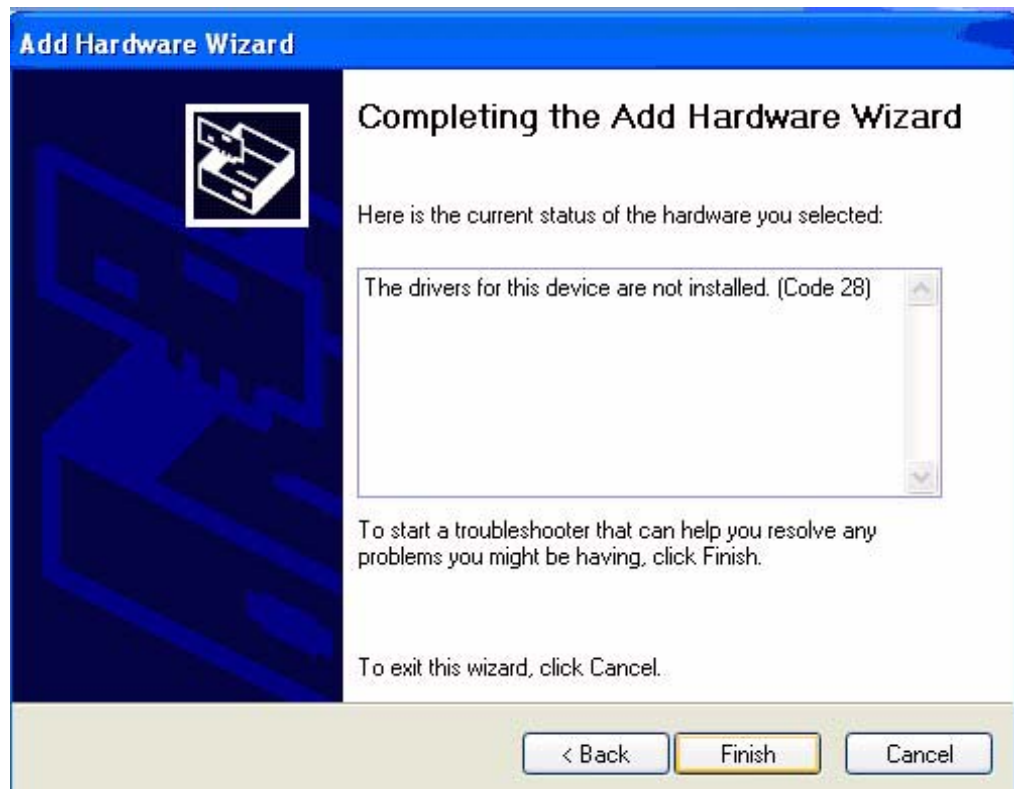 Add Hardware Wizard
Completing the Add Hardware Wizard
Here is the current status of the hardware you selected:
The drivers for this device are not installed. (Code 28)
To start a troubleshooter that can help you resolve any
problems you might be having, click Finish.
To exit this wizard, click Cancel.
< Back Finish Cancel